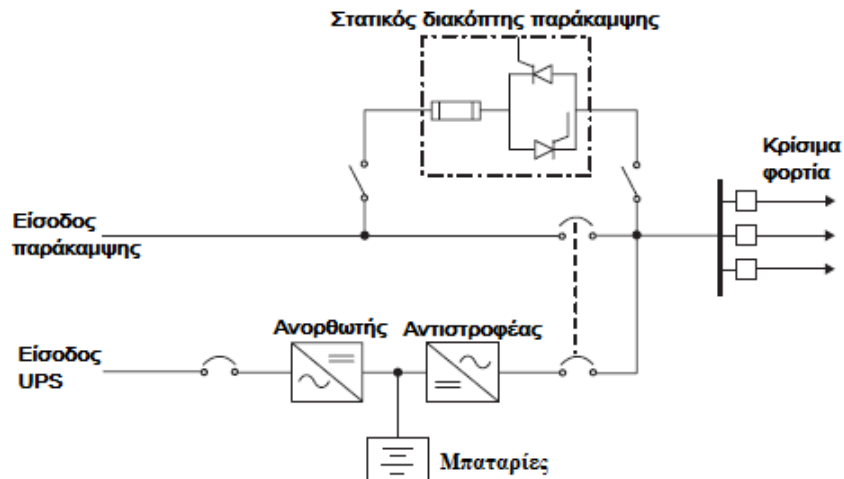 Στατικός διακόπτης παράκαμψης
Κρίσιμα
φορτία
Είσοδος
παράκαμψης
Ανορθωτής
Αντιστροφέας
Είσοδος
UPS
Μπαταρίες